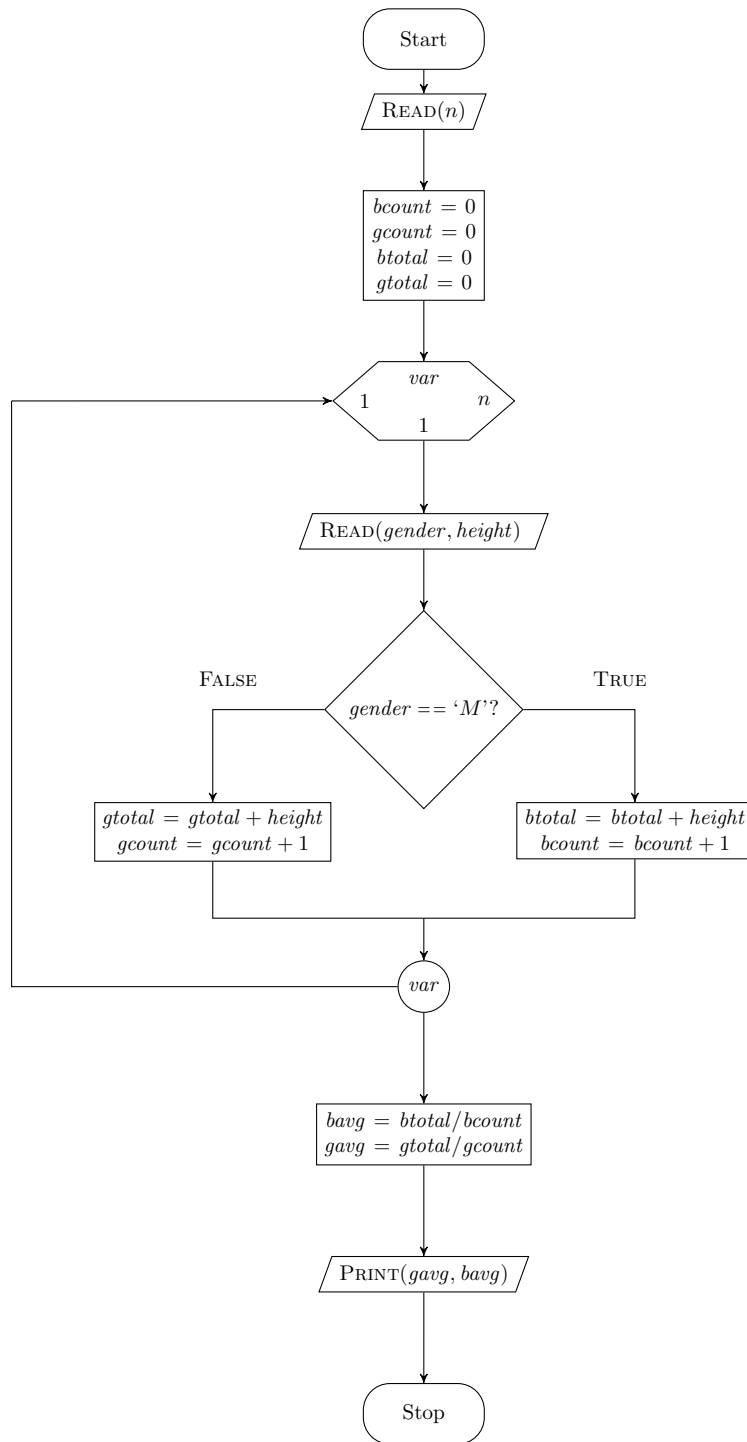 Start
READ(n)
bcount = 0
gcount = 0
btotal = 0
gtotal = 0
var
1 n
1
READ(gender, height)
FALSE
TRUE
gender == ‘M’?
gtotal = gtotal + height
gcount = gcount + 1
btotal = btotal + height
bcount = bcount + 1
var
bavg = btotal/bcount
gavg = gtotal/gcount
PRINT(gavg, bavg)
Stop